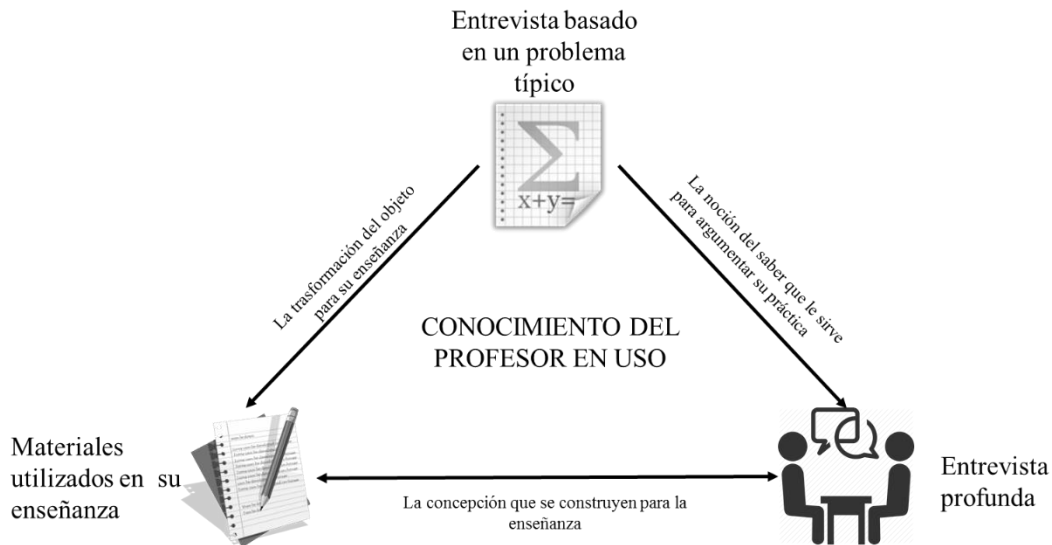 Entrevista basado
en un problema
típico
Σ
x+y=
La trasformación del objeto
para su enseñanza
La noción del saber que le sirve
para argumentar su práctica
CONOCIMIENTO DEL
PROFESOR EN USO
Materiales
utilizados en su
enseñanza
La concepción que se construyen para la
enseñanza
Entrevista
profunda